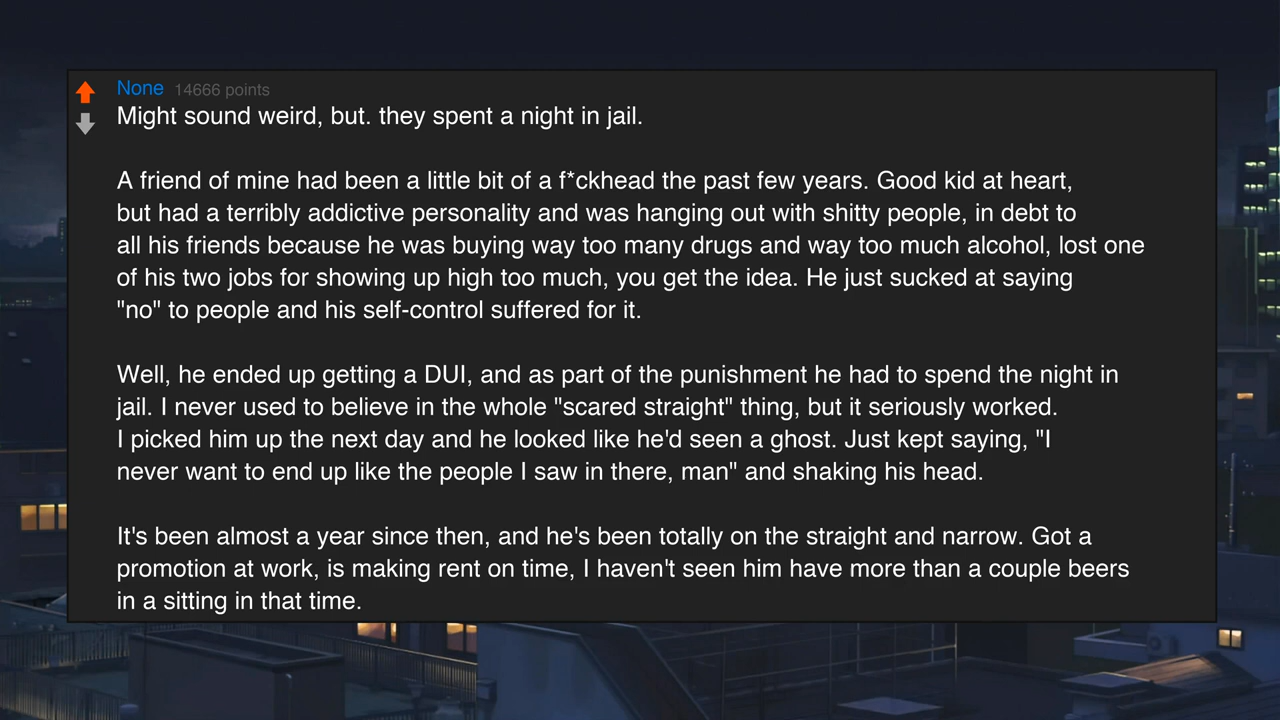 None 14666 points
Might sound weird, but. they spent a night in jail.
A friend of mine had been a little bit of a f*ckhead the past few years. Good kid at heart,
but had a terribly addictive personality and was hanging out with shitty people, in debt to
all his friends because he was buying way too many drugs and way too much alcohol, lost one
of his two jobs for showing up high too much, you get the idea. He just sucked at saying
"no" to people and his self-control suffered for it.
Well, he ended up getting a DUI, and as part of the punishment he had to spend the night in
jail. I never used to believe in the whole "scared straight" thing, but it seriously worked.
I picked him up the next day and he looked like he'd seen a ghost. Just kept saying, "I
never want to end up like the people I saw in there, man" and shaking his head.
It's been almost a year since then, and he's been totally on the straight and narrow. Got a
promotion at work, is making rent on time, I haven't seen him have more than a couple beers
in a sitting in that time.